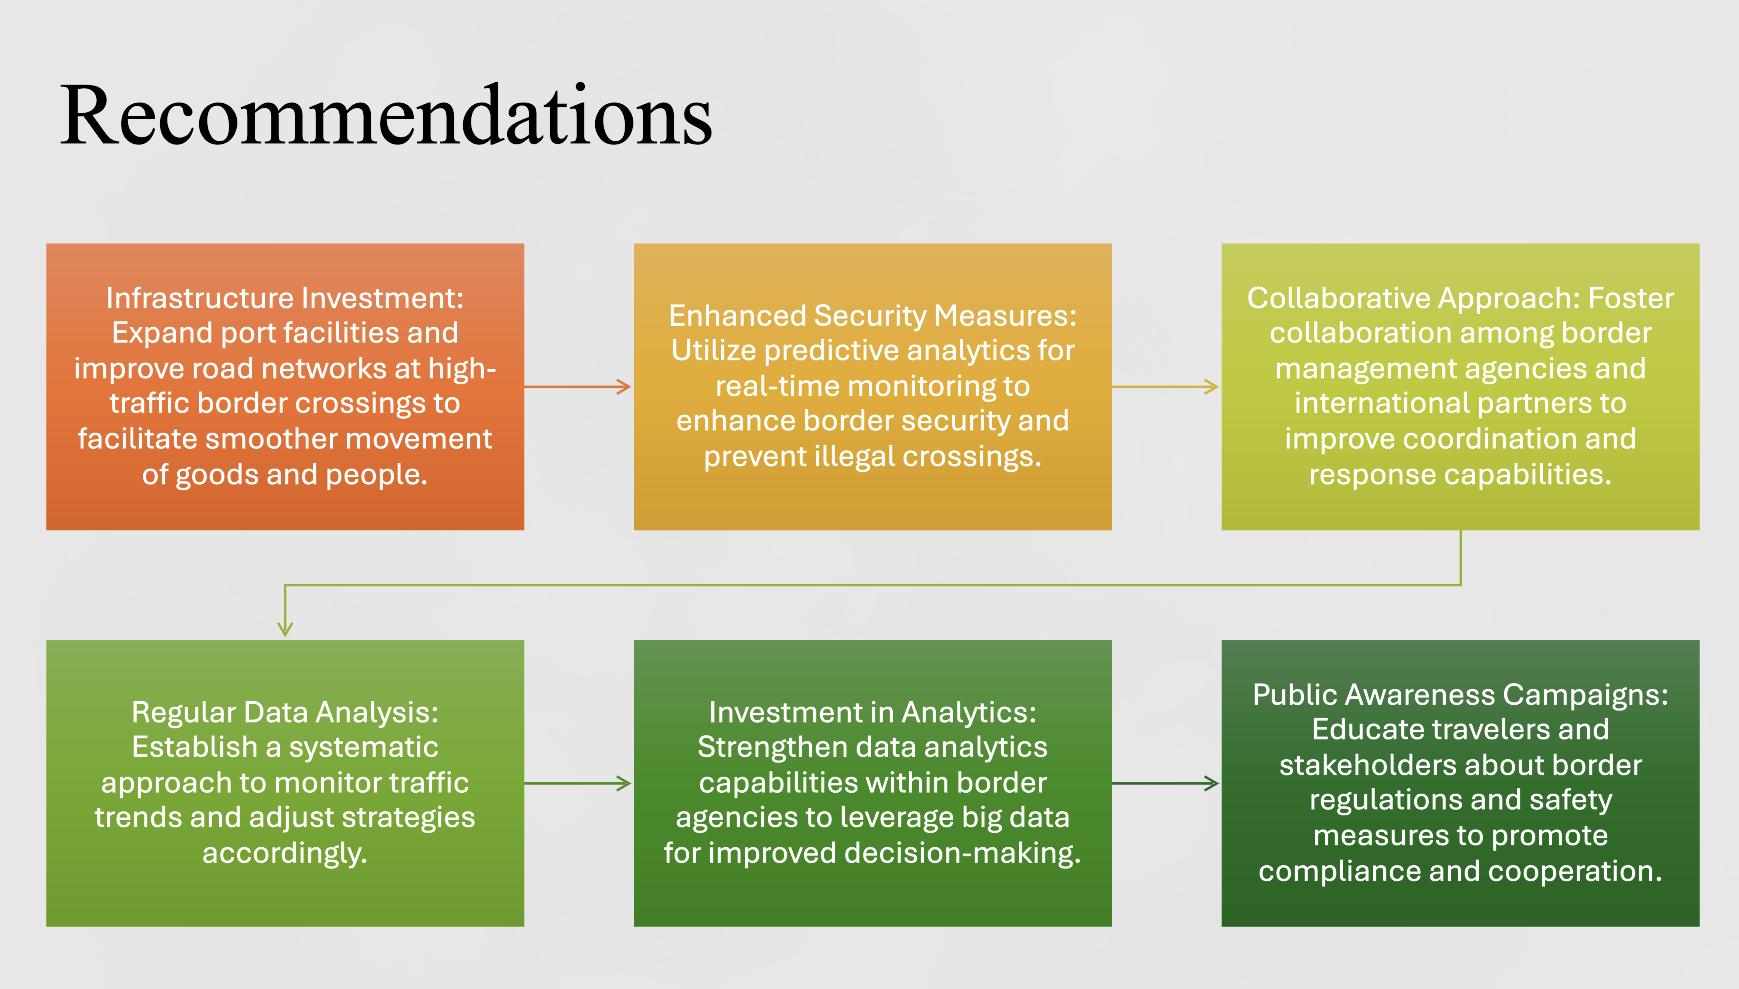 Recommendations
Infrastructure Investment:
Expand port facilities and
improve road networks at high-
traffic border crossings to
facilitate smoother movement
of goods and people.
Enhanced Security Measures:
Utilize predictive analytics for
real-time monitoring to
enhance border security and
prevent illegal crossings.
Collaborative Approach: Foster
collaboration among border
management agencies and
international partners to
improve coordination and
response capabilities.
Regular Data Analysis:
Establish a systematic
approach to monitor traffic
trends and adjust strategies
accordingly.
Investment in Analytics:
Strengthen data analytics
capabilities within border
agencies to leverage big data
for improved decision-making.
Public Awareness Campaigns:
Educate travelers and
stakeholders about border
regulations and safety
measures to promote
compliance and cooperation.